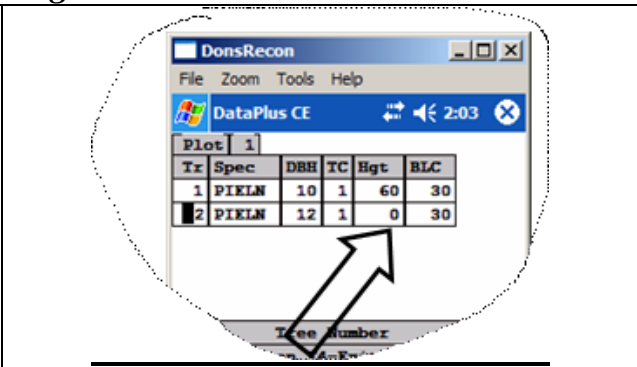 DonsRecon
File Zoom Tools Help
DataPlus CE 2:03
Plot 1
Tr Spec DBH TC Hgt BLC
1 PIELN 10 1 60 30
2 PIELN 12 1 0 30
Tree Number